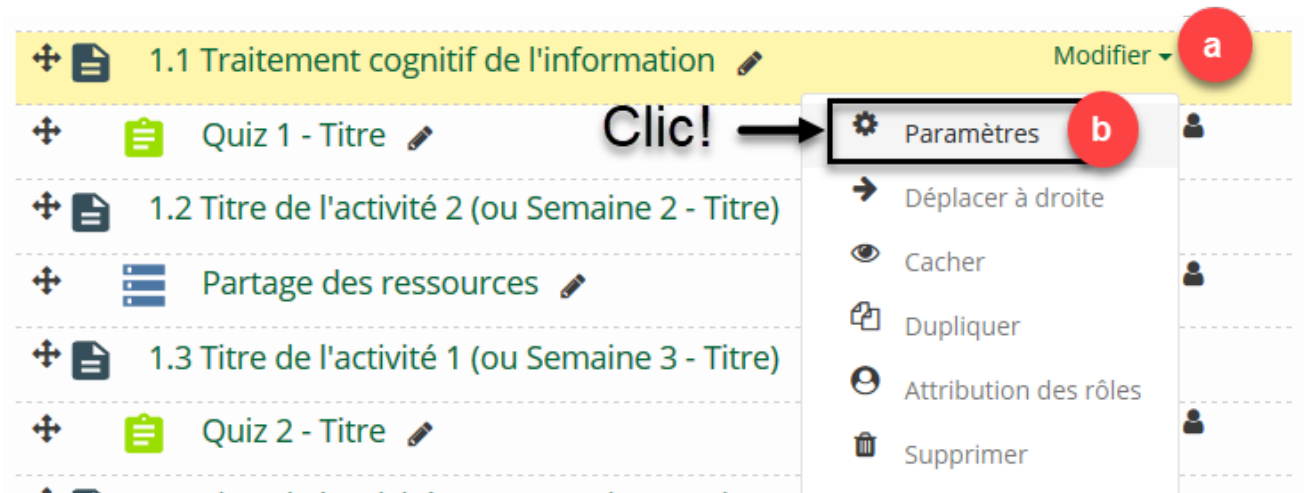 1.1 Traitement cognitif de l'information Modifier a
Quiz 1 - Titre Clic! Paramètres b
1.2 Titre de l'activité 2 (ou Semaine 2 - Titre) Déplacer à droite
Cacher
Partage des ressources
Dupliquer
1.3 Titre de l'activité 1 (ou Semaine 3 - Titre)
Attribution des rôles
Quiz 2 - Titre
Supprimer